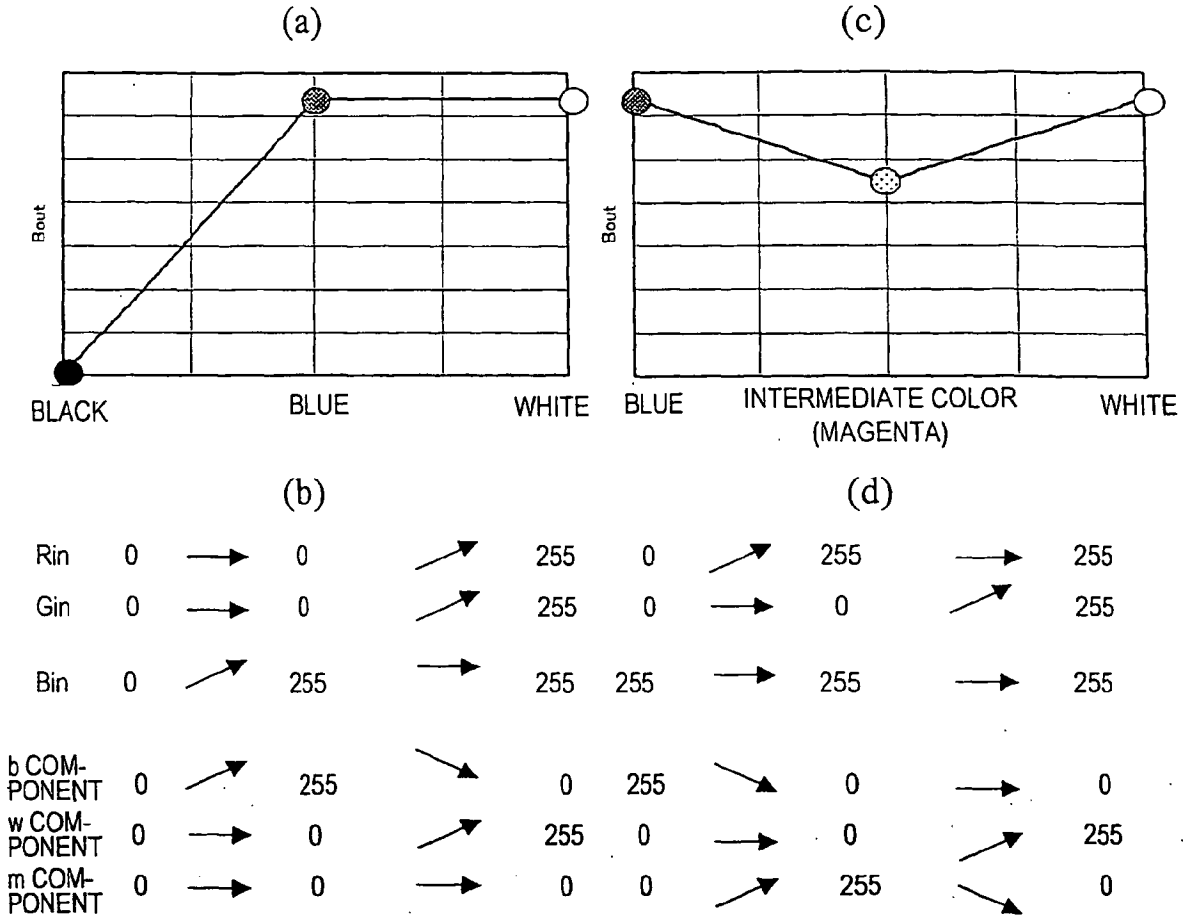 (a)
(c)
Bout
Bout
BLACK
BLUE
WHITE
BLUE
INTERMEDIATE COLOR
(MAGENTA)
WHITE
(b)
(d)
Rin 0 0 255 0 255 255
Gin 0 0 255 0 0 255
Bin 0 255 255 255 255 255
b COM-
PONENT 0 255 0 255 0 0
w COM-
PONENT 0 0 255 0 0 255
m COM-
PONENT 0 0 0 0 255 0